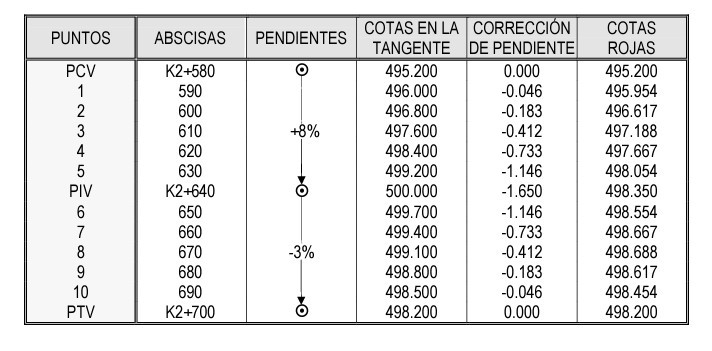 PUNTOS ABSCISAS PENDIENTES COTAS EN LA TANGENTE CORRECCIÓN DE PENDIENTE COTAS ROJAS
PCV K2+580 495.200 0.000 495.200
1 590 496.000 -0.046 495.954
2 600 496.800 -0.183 496.617
3 610 +8% 497.600 -0.412 497.188
4 620 498.400 -0.733 497.667
5 630 499.200 -1.146 498.054
PIV K2+640 500.000 -1.650 498.350
6 650 499.700 -1.146 498.554
7 660 499.400 -0.733 498.667
8 670 -3% 499.100 -0.412 498.688
9 680 498.800 -0.183 498.617
10 690 498.500 -0.046 498.454
PTV K2+700 498.200 0.000 498.200